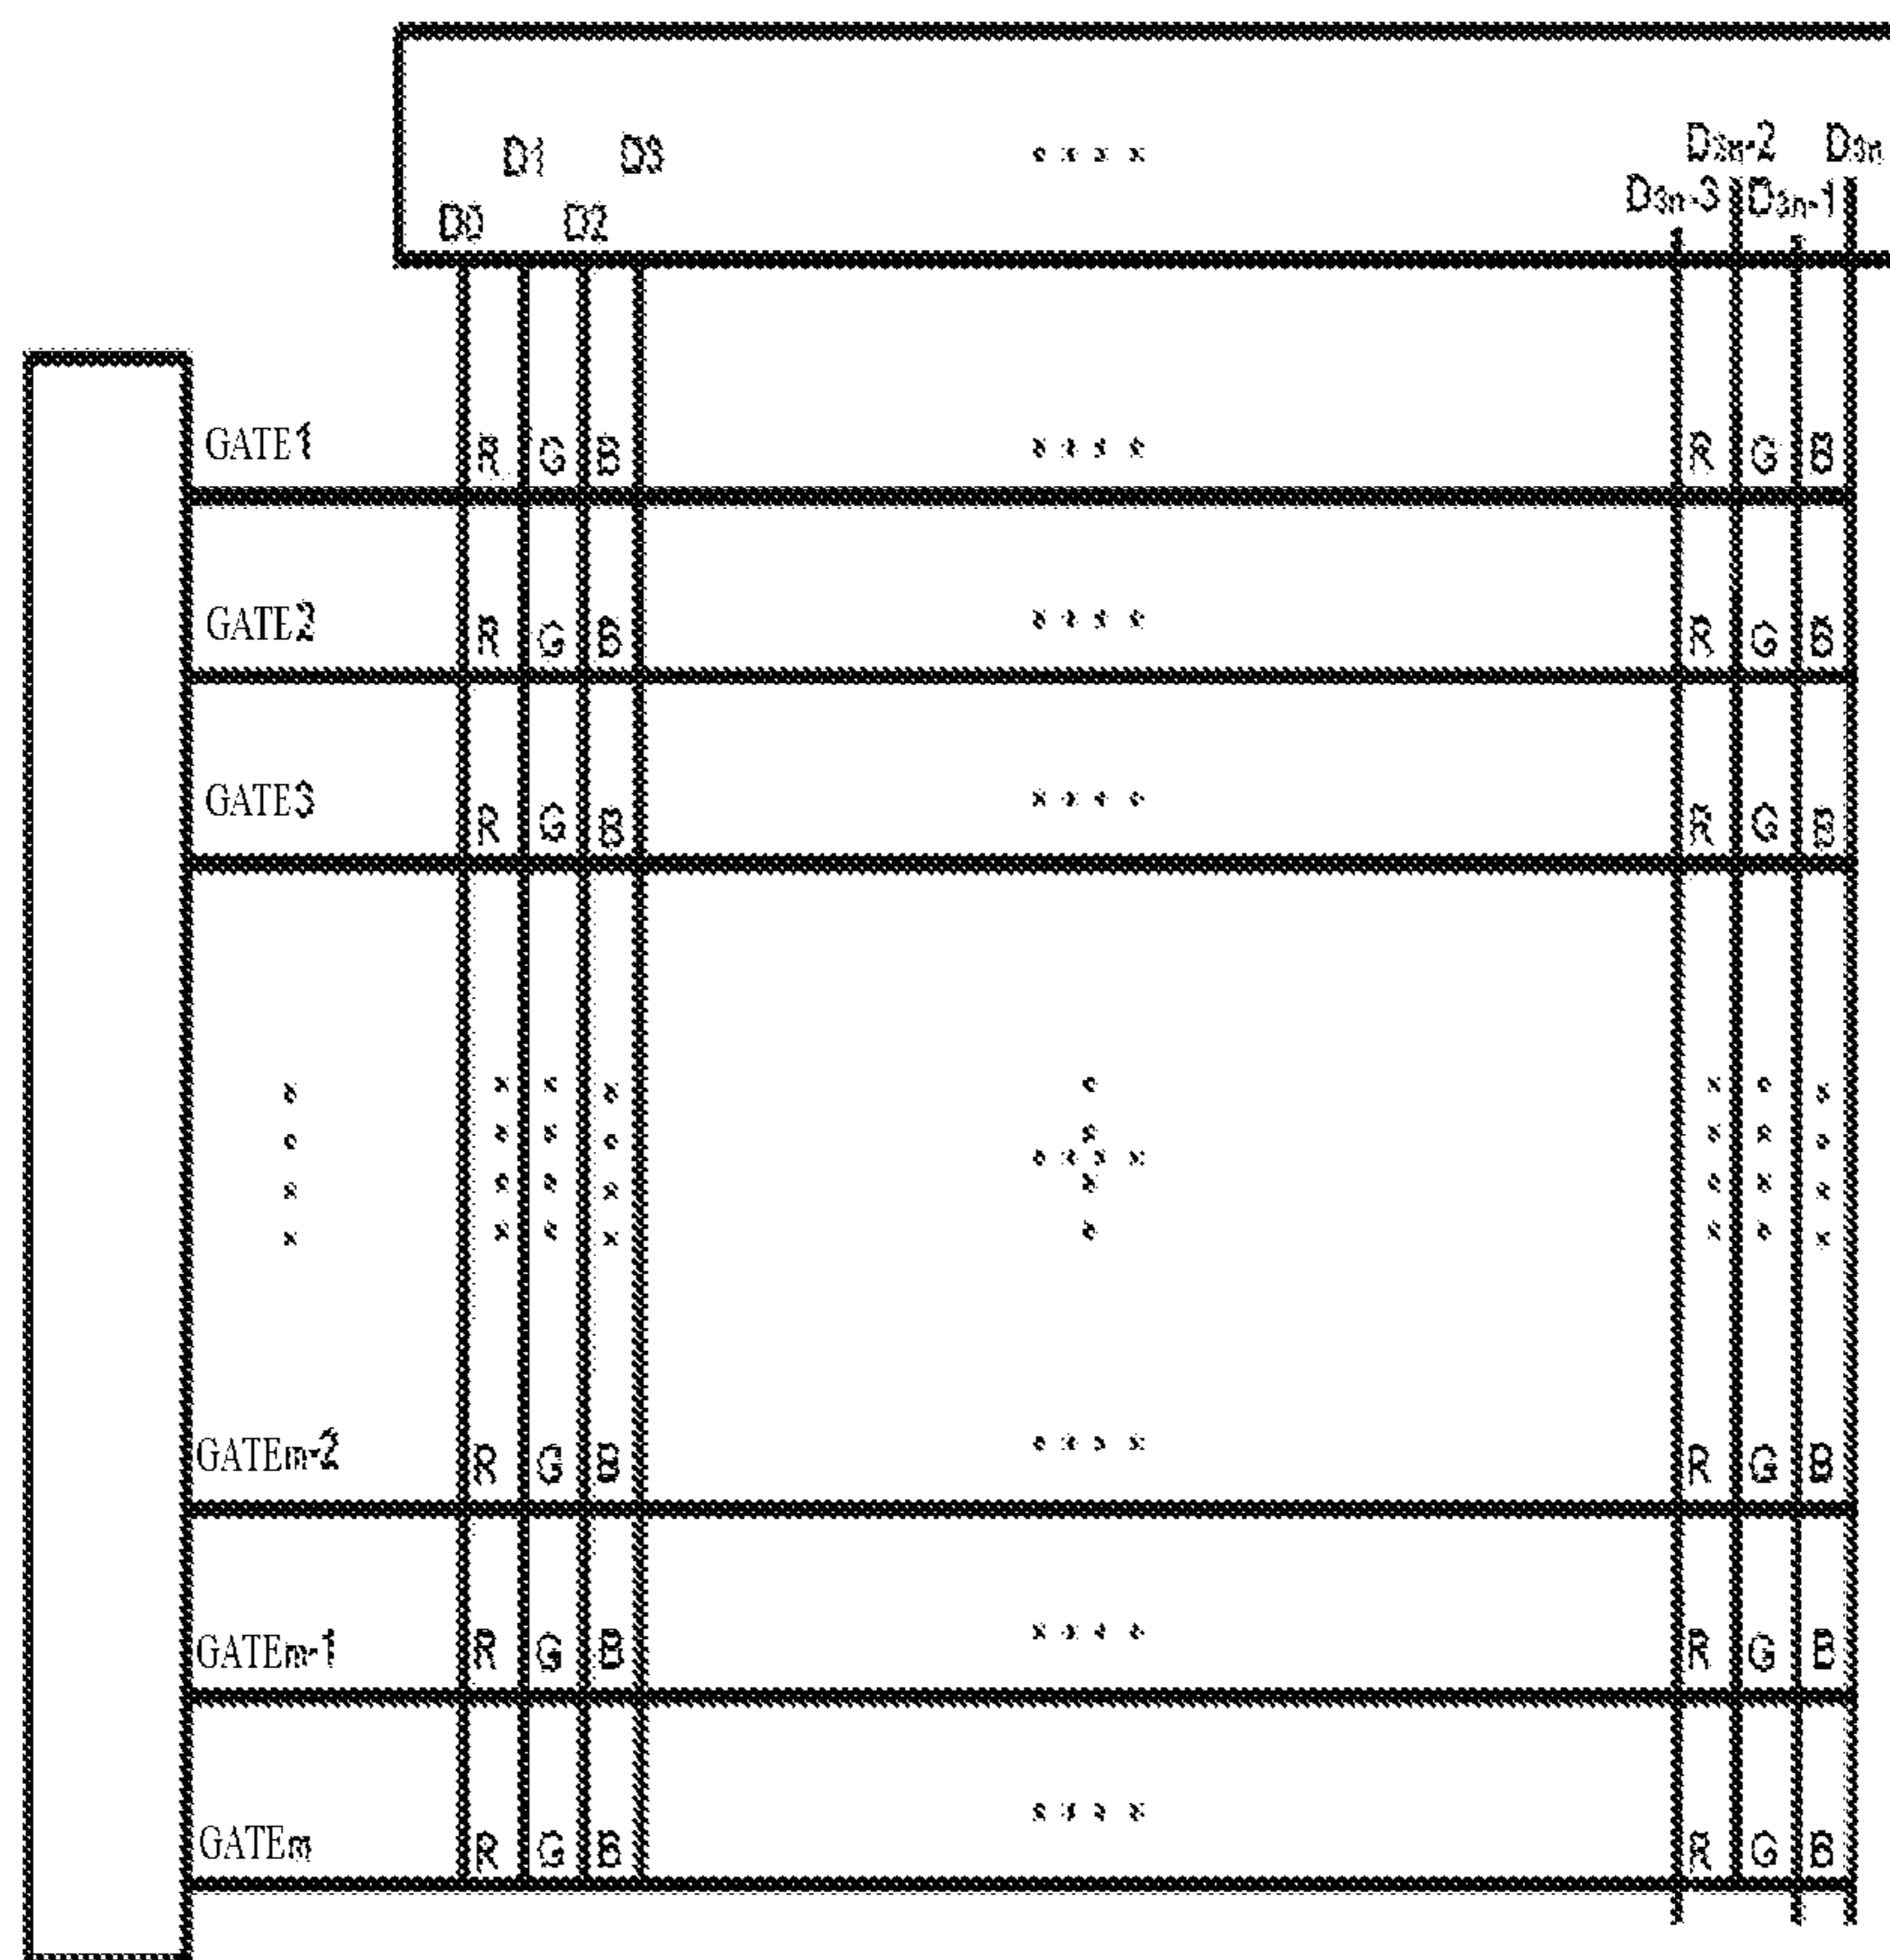 D1 D3 D3n-2 D3n
D0 D2 D3n-3 D3n-1
GATE1 R G B R G B
GATE2 R G B R G B
GATE3 R G B R G B
GATEm-2 R G B R G B
GATEm-1 R G B R G B
GATEm R G B R G B